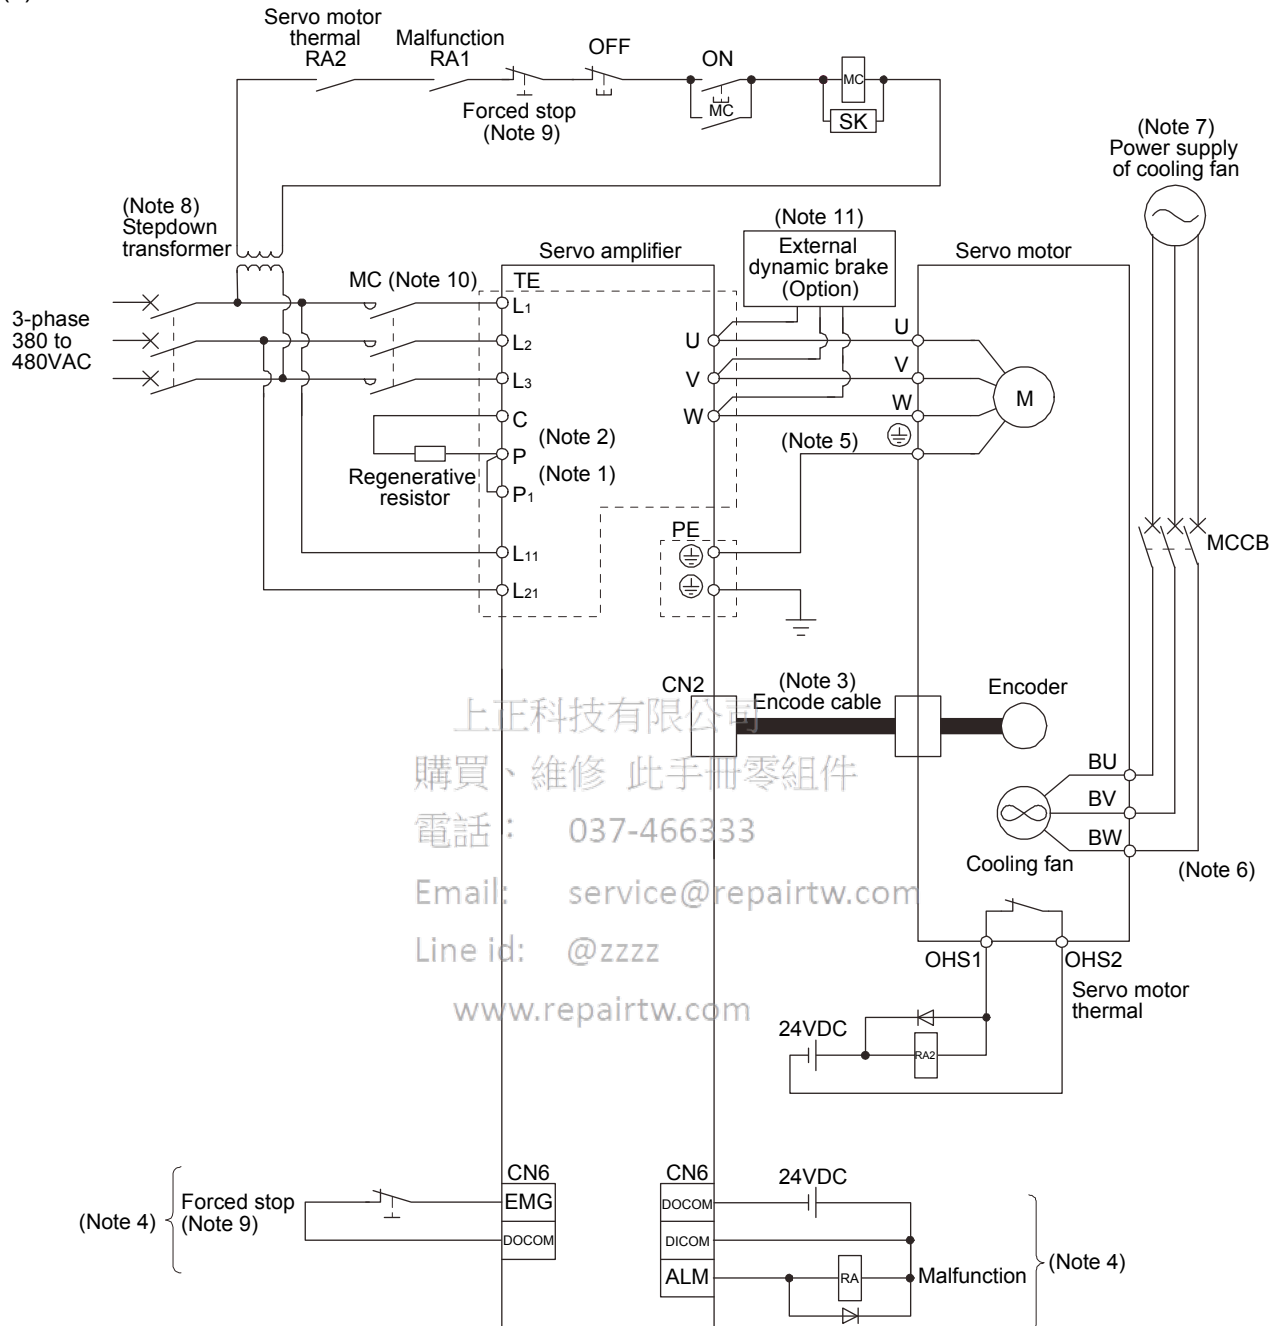 Servo motor
thermal
RA2
Malfunction
RA1
OFF
ON
Forced stop
(Note 9)
MC
MC
SK
(Note 7)
Power supply
of cooling fan
(Note 8)
Stepdown
transformer
(Note 11)
External
dynamic brake
(Option)
Servo amplifier
Servo motor
MC (Note 10)
TE
3-phase
380 to
480VAC
L1
L2
L3
C
(Note 2)
P
(Note 1)
P1
Regenerative
resistor
L11
L21
U
V
W
U
V
W
M
(Note 5)
PE
MCCB
CN2
(Note 3)
Encode cable
Encoder
上正科技有限公司
購買、維修 此手冊零組件
電話： 037-466333
Email: service@repairtw.com
Line id: @zzzz
www.repairtw.com
BU
BV
BW
Cooling fan
(Note 6)
OHS1
OHS2
Servo motor
thermal
24VDC
RA2
(Note 4)
Forced stop
(Note 9)
CN6
EMG
DOCOM
CN6
DOCOM
DICOM
ALM
24VDC
RA
Malfunction
(Note 4)